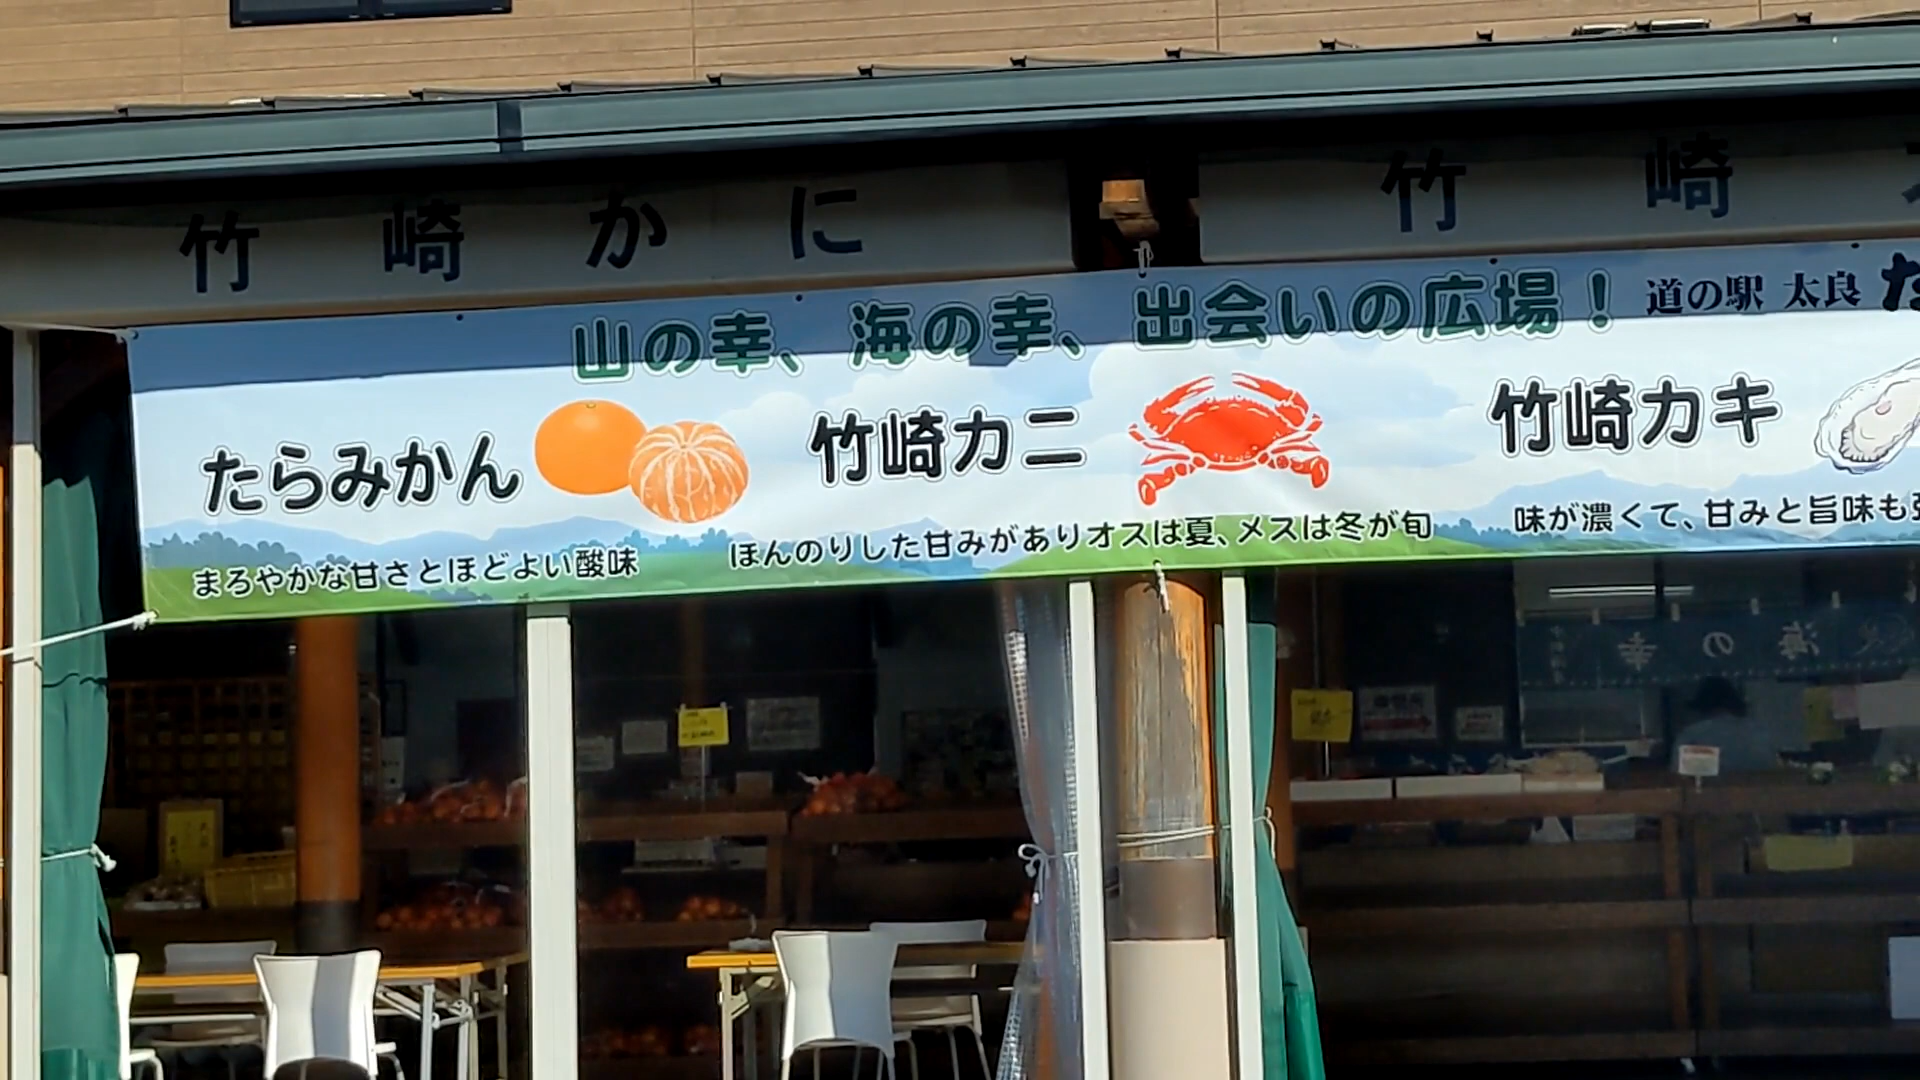 竹崎かに
竹崎
山の幸、海の幸、出会いの広場！ 道の駅 太良
たらみかん
竹崎カニ
竹崎カキ
まろやかな甘さとほどよい酸味
ほんのりした甘みがありオスは夏、メスは冬が旬
味が濃くて、甘みと旨味も
海の幸